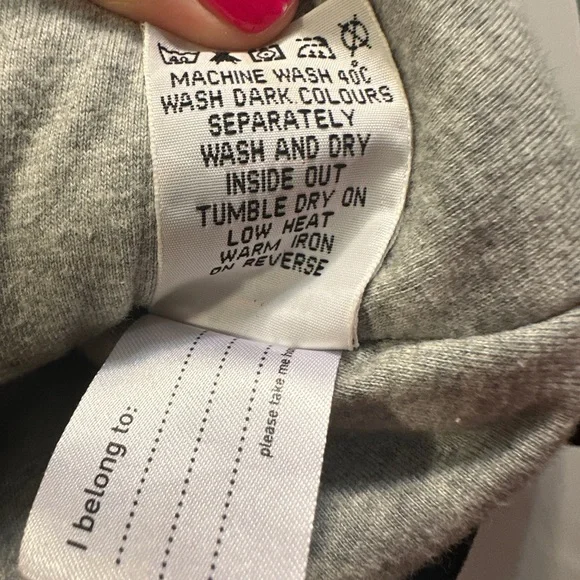 MACHINE WASH 40C
WASH DARK COLOURS
SEPARATELY
WASH AND DRY
INSIDE OUT
TUMBLE DRY ON
LOW HEAT
WARM IRON
ON REVERSE
I belong to:
please take me